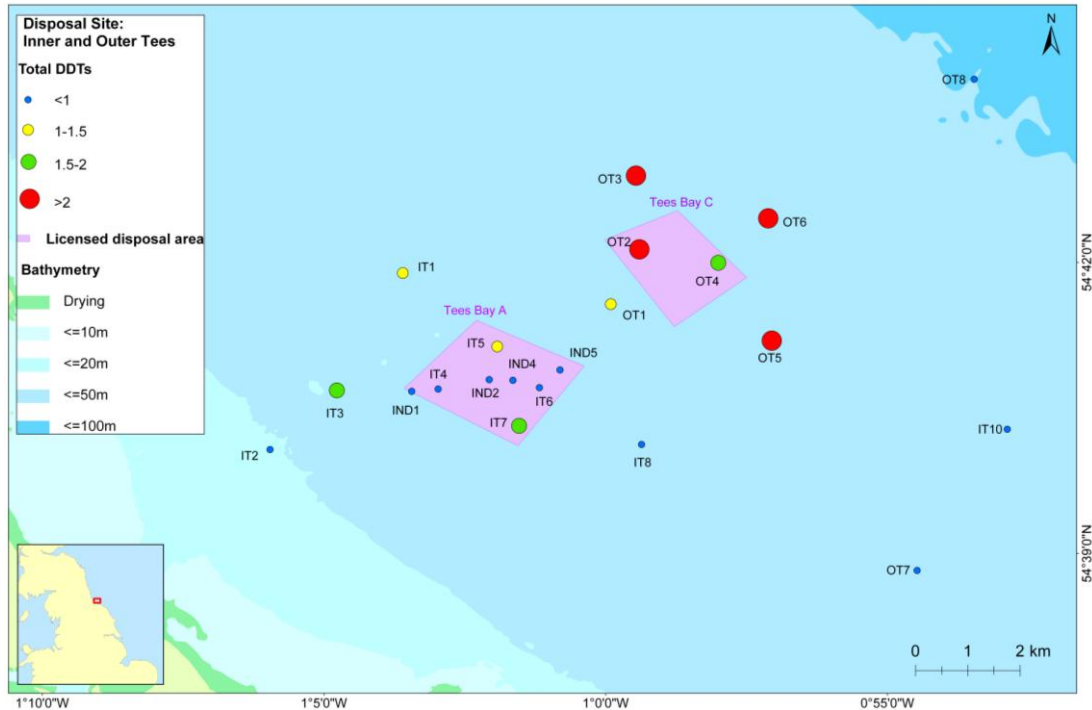 Disposal Site:
Inner and Outer Tees
Total DDTs
<1
1-1.5
1.5-2
>2
Licensed disposal area
Bathymetry
Drying
<=10m
<=20m
<=50m
<=100m
N
OT8
OT3
Tees Bay C
OT6
OT2
OT4
IT1
OT1
Tees Bay A
OT5
IT5
IND5
IT4
IND4
IND2
IT6
IND1
IT3
IT7
IT10
IT2
IT8
OT7
54°42'0"N
54°39'0"N
0 1 2 km
1°10'0"W 1°5'0"W 1°0'0"W 0°55'0"W